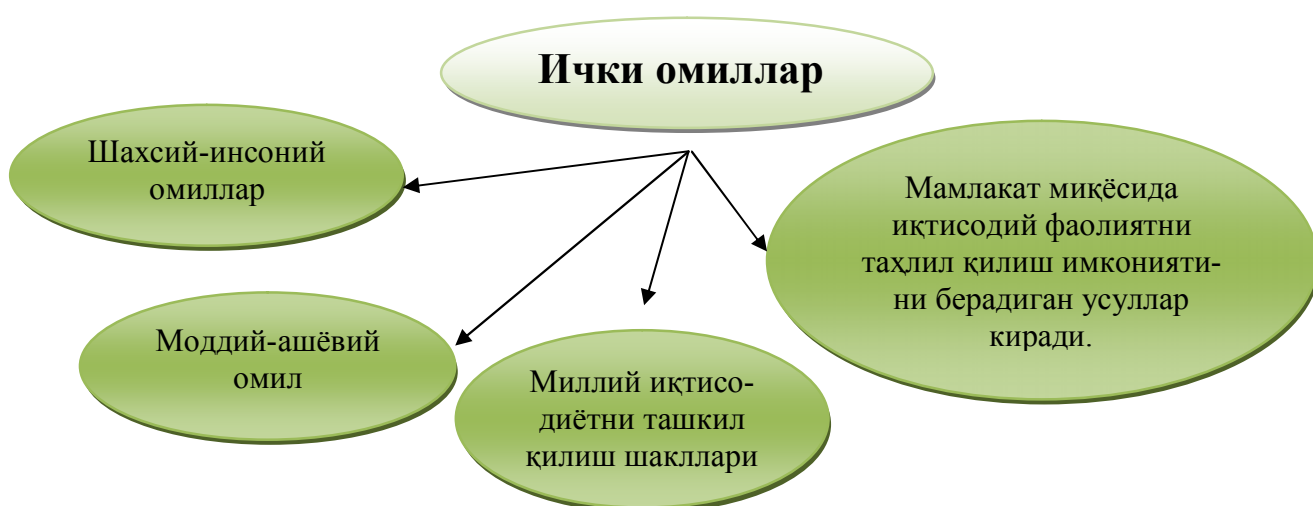 Ички омиллар
Шахсий-инсоний
омиллар
Моддий-ашёвий
омил
Миллий иқтисо-
диётни ташкил
қилиш шакллари
Мамлакат миқёсида
иқтисодий фаолиятни
таҳлил қилиш имконияти-
ни берадиган усуллар
киради.